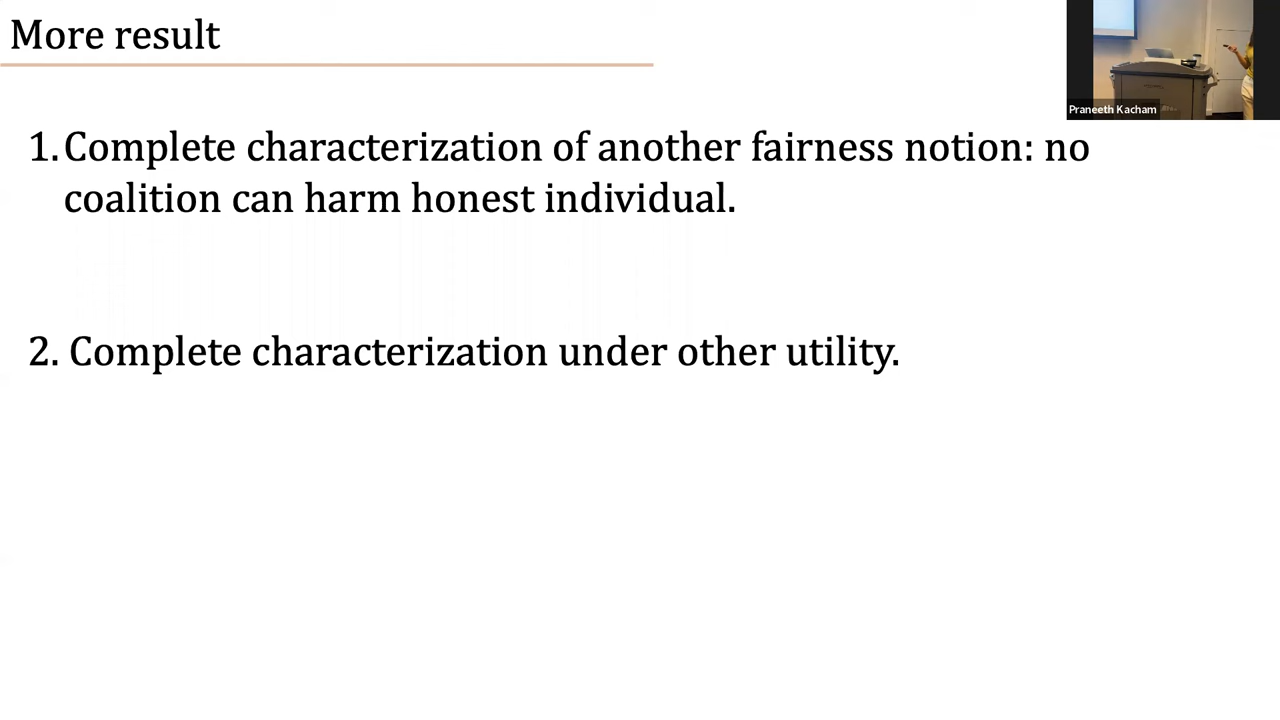 More result
Praneeth Kacham
1. Complete characterization of another fairness notion: no
coalition can harm honest individual.
2. Complete characterization under other utility.